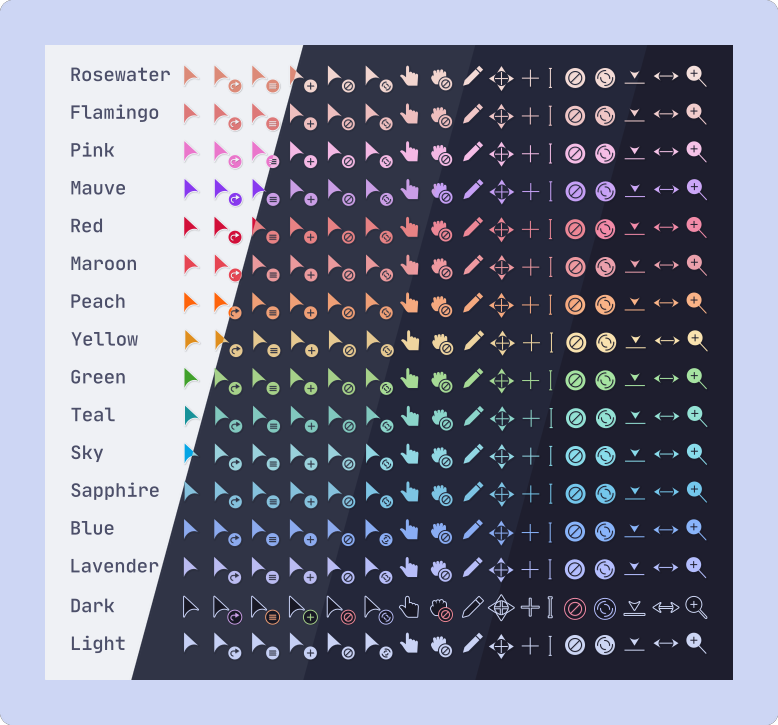 Rosewater
Flamingo
Pink
Mauve
Red
Maroon
Peach
Yellow
Green
Teal
Sky
Sapphire
Blue
Lavender
Dark
Light